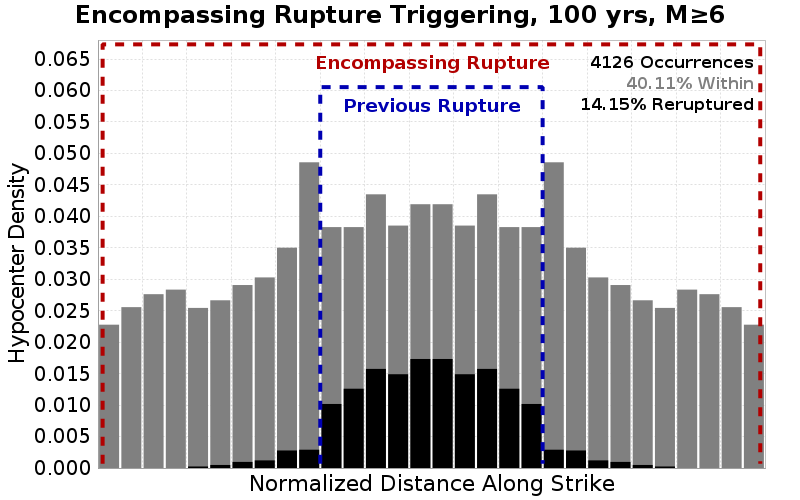 Encompassing Rupture Triggering, 100 yrs, M≥6
Encompassing Rupture
Previous Rupture
4126 Occurrences
40.11% Within
14.15% Reruptured
Hypocenter Density
0.065
0.060
0.055
0.050
0.045
0.040
0.035
0.030
0.025
0.020
0.015
0.010
0.005
0.000
Normalized Distance Along Strike